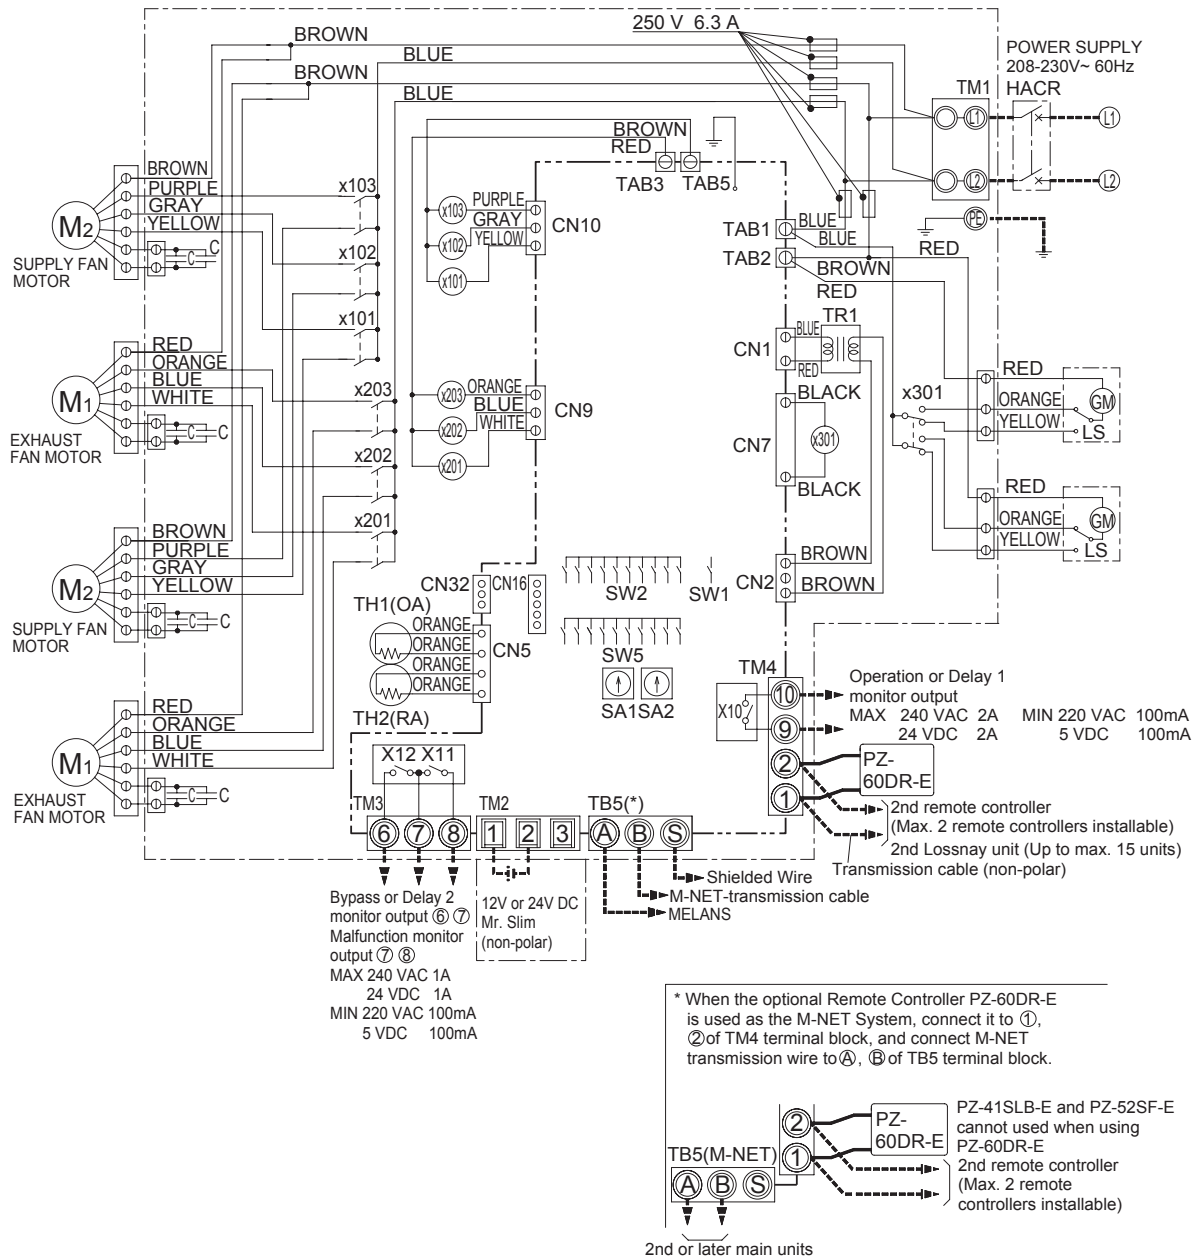 250 V 6.3 A
BROWN
BLUE
BROWN
BLUE
POWER SUPPLY
208-230V~ 60Hz
HACR
TM1
L1
L1
L2
L2
PE
BROWN
RED
TAB3
TAB5
BROWN
PURPLE
GRAY
YELLOW
M2
SUPPLY FAN
MOTOR
C
C
x103
x102
x101
x103
x102
x101
PURPLE
GRAY
YELLOW
CN10
TAB1
TAB2
BLUE
BLUE
RED
BROWN
RED
TR1
BLUE
RED
CN1
RED
ORANGE
BLUE
WHITE
M1
EXHAUST
FAN MOTOR
C
C
x203
x202
x201
x203
x202
x201
ORANGE
BLUE
WHITE
CN9
BLACK
CN7
x301
BLACK
x301
RED
ORANGE
YELLOW
GM
LS
RED
ORANGE
YELLOW
GM
LS
BROWN
PURPLE
GRAY
YELLOW
M2
SUPPLY FAN
MOTOR
C
C
CN32
CN16
SW2
SW1
CN2
BROWN
BROWN
TH1(OA)
ORANGE
ORANGE
ORANGE
ORANGE
CN5
TH2(RA)
SW5
SA1
SA2
RED
ORANGE
BLUE
WHITE
M1
EXHAUST
FAN MOTOR
C
C
TM4
X10
10
9
2
1
Operation or Delay 1
monitor output
MAX 240 VAC 2A MIN 220 VAC 100mA
24 VDC 2A 5 VDC 100mA
PZ-
60DR-E
2nd remote controller
(Max. 2 remote controllers installable)
2nd Lossnay unit (Up to max. 15 units)
Transmission cable (non-polar)
X12 X11
TM3
6 7 8
TM2
1 2 3
TB5(*)
A B S
Shielded Wire
M-NET-transmission cable
MELANS
Bypass or Delay 2
monitor output ⑥ ⑦
Malfunction monitor
output ⑦ ⑧
MAX 240 VAC 1A
24 VDC 1A
MIN 220 VAC 100mA
5 VDC 100mA
12V or 24V DC
Mr. Slim
(non-polar)
* When the optional Remote Controller PZ-60DR-E
is used as the M-NET System, connect it to ①,
②of TM4 terminal block, and connect M-NET
transmission wire to Ⓐ, Ⓑ of TB5 terminal block.
2
1
PZ-
60DR-E
PZ-41SLB-E and PZ-52SF-E
cannot used when using
PZ-60DR-E
2nd remote controller
(Max. 2 remote
controllers installable)
TB5(M-NET)
A B S
2nd or later main units